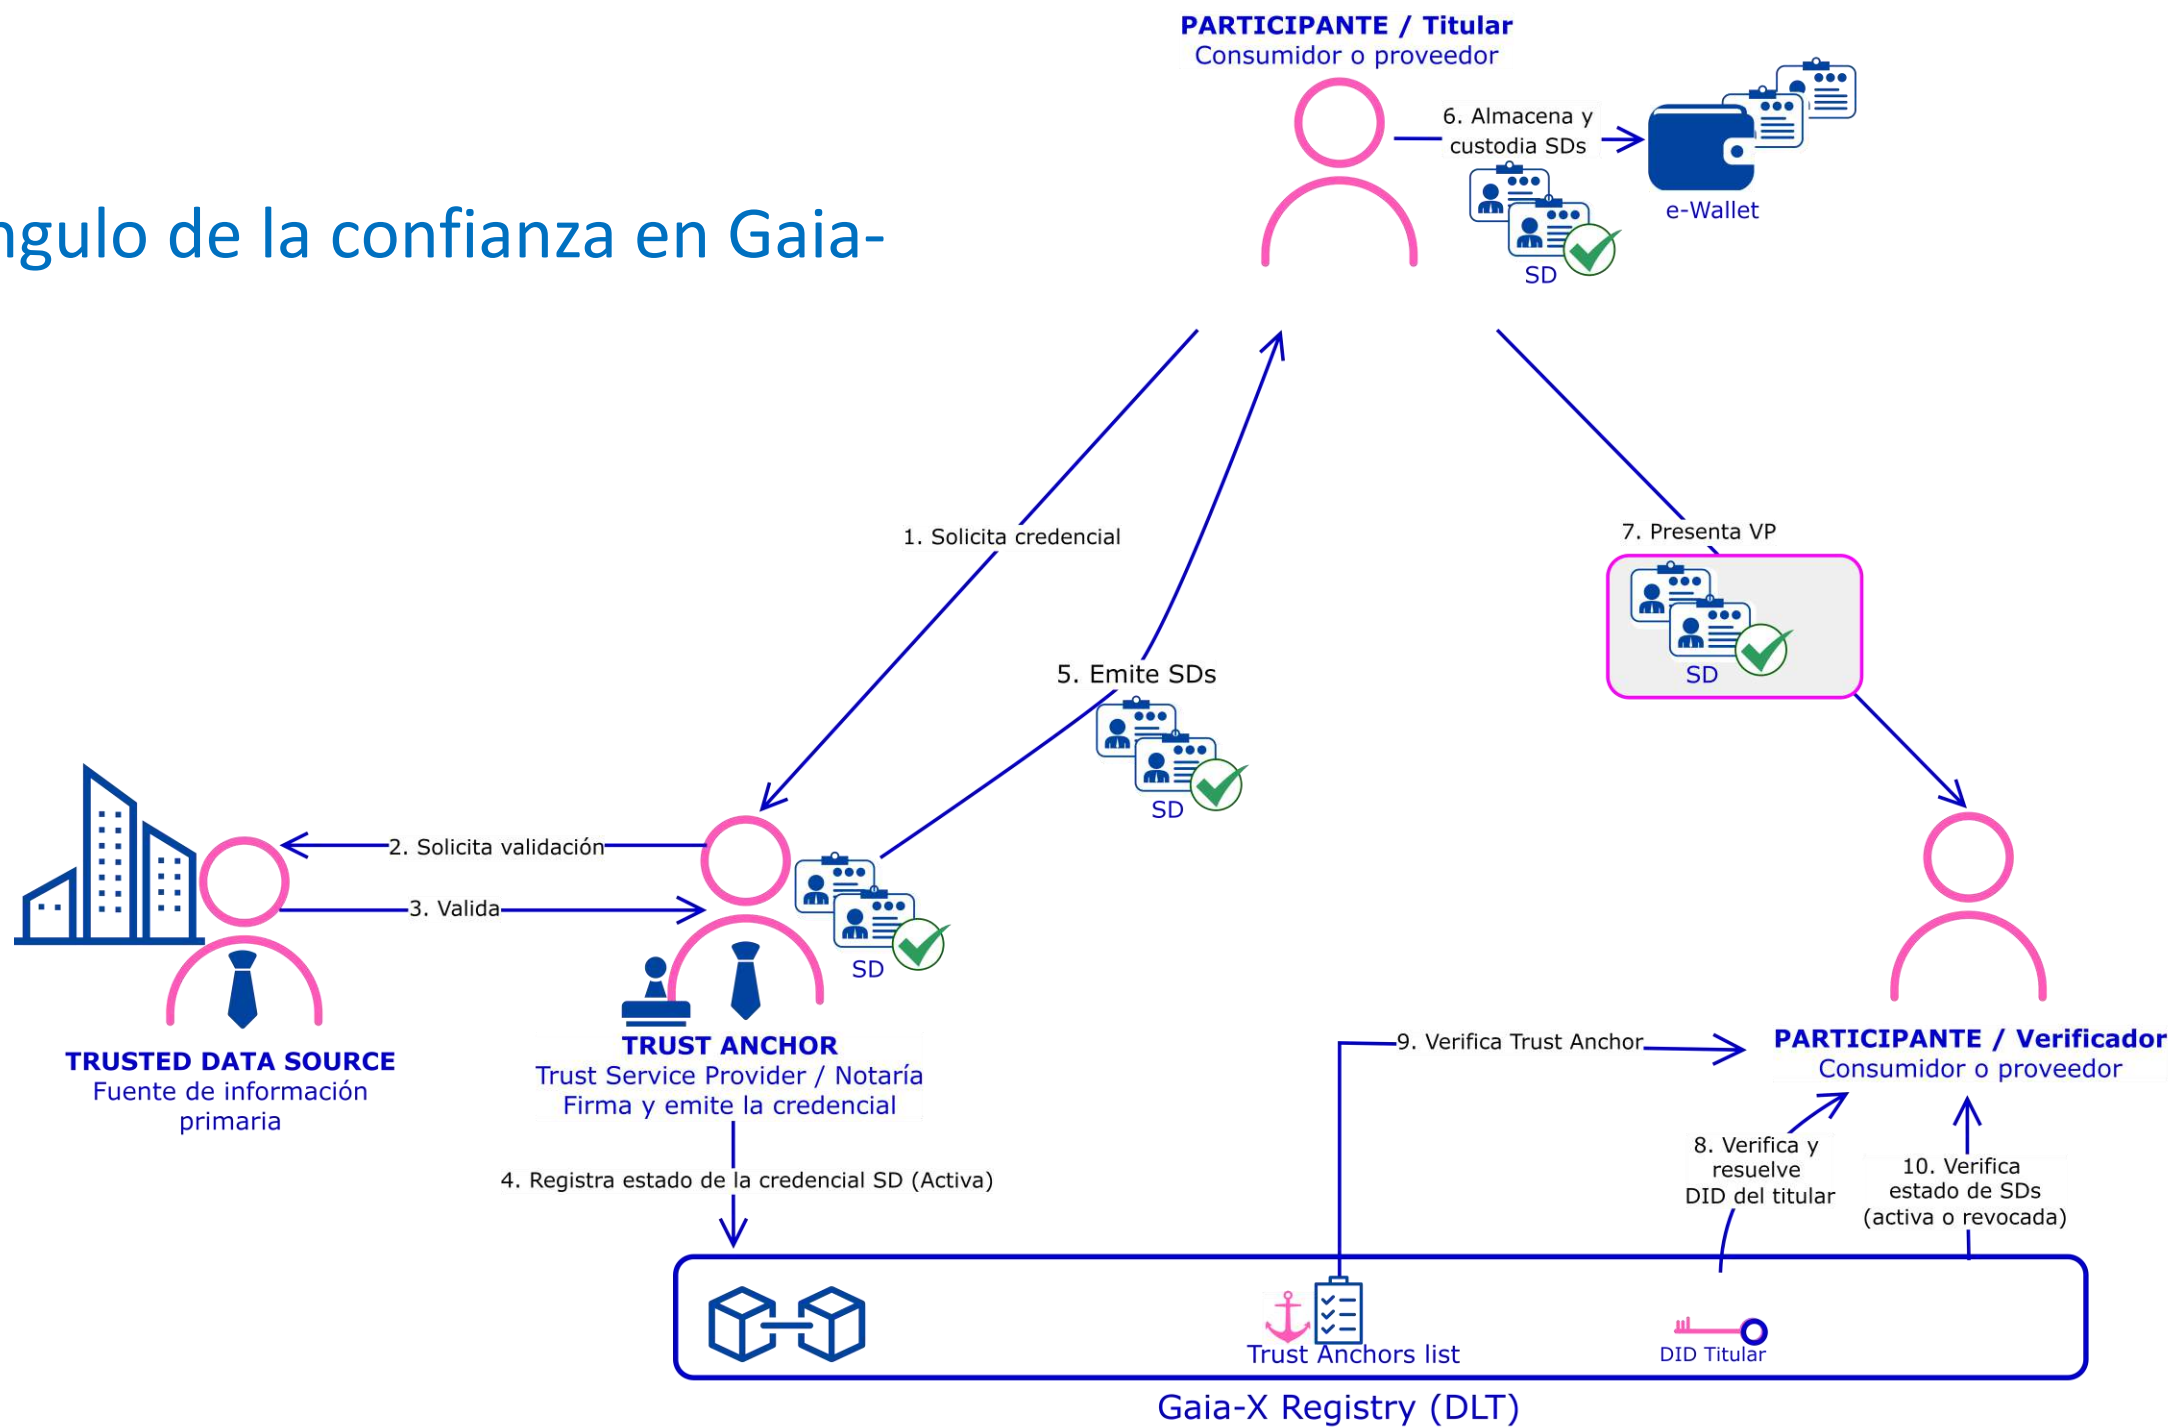 PARTICIPANTE / Titular
Consumidor o proveedor
6. Almacena y
custodia SDs
e-Wallet
SD
ngulo de la confianza en Gaia-
1. Solicita credencial
7. Presenta VP
SD
5. Emite SDs
SD
2. Solicita validación
3. Valida
SD
TRUSTED DATA SOURCE
Fuente de información
primaria
TRUST ANCHOR
Trust Service Provider / Notaría
Firma y emite la credencial
9. Verifica Trust Anchor
PARTICIPANTE / Verificador
Consumidor o proveedor
4. Registra estado de la credencial SD (Activa)
8. Verifica y
resuelve
DID del titular
10. Verifica
estado de SDs
(activa o revocada)
Trust Anchors list
DID Titular
Gaia-X Registry (DLT)